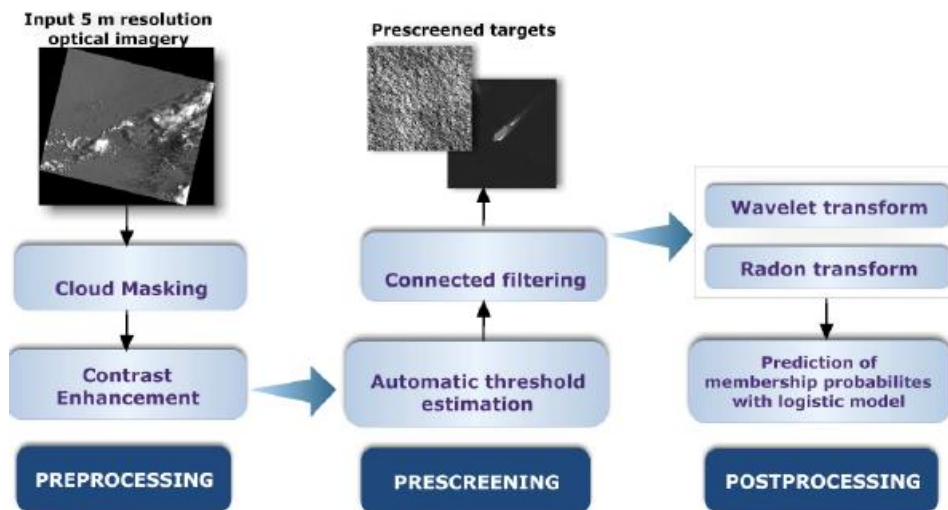 Input 5 m resolution
optical imagery
Cloud Masking
Contrast
Enhancement
PREPROCESSING
Prescreened targets
Connected filtering
Automatic threshold
estimation
PRESCREENING
Wavelet transform
Radon transform
Prediction of
membership probabilites
with logistic model
POSTPROCESSING